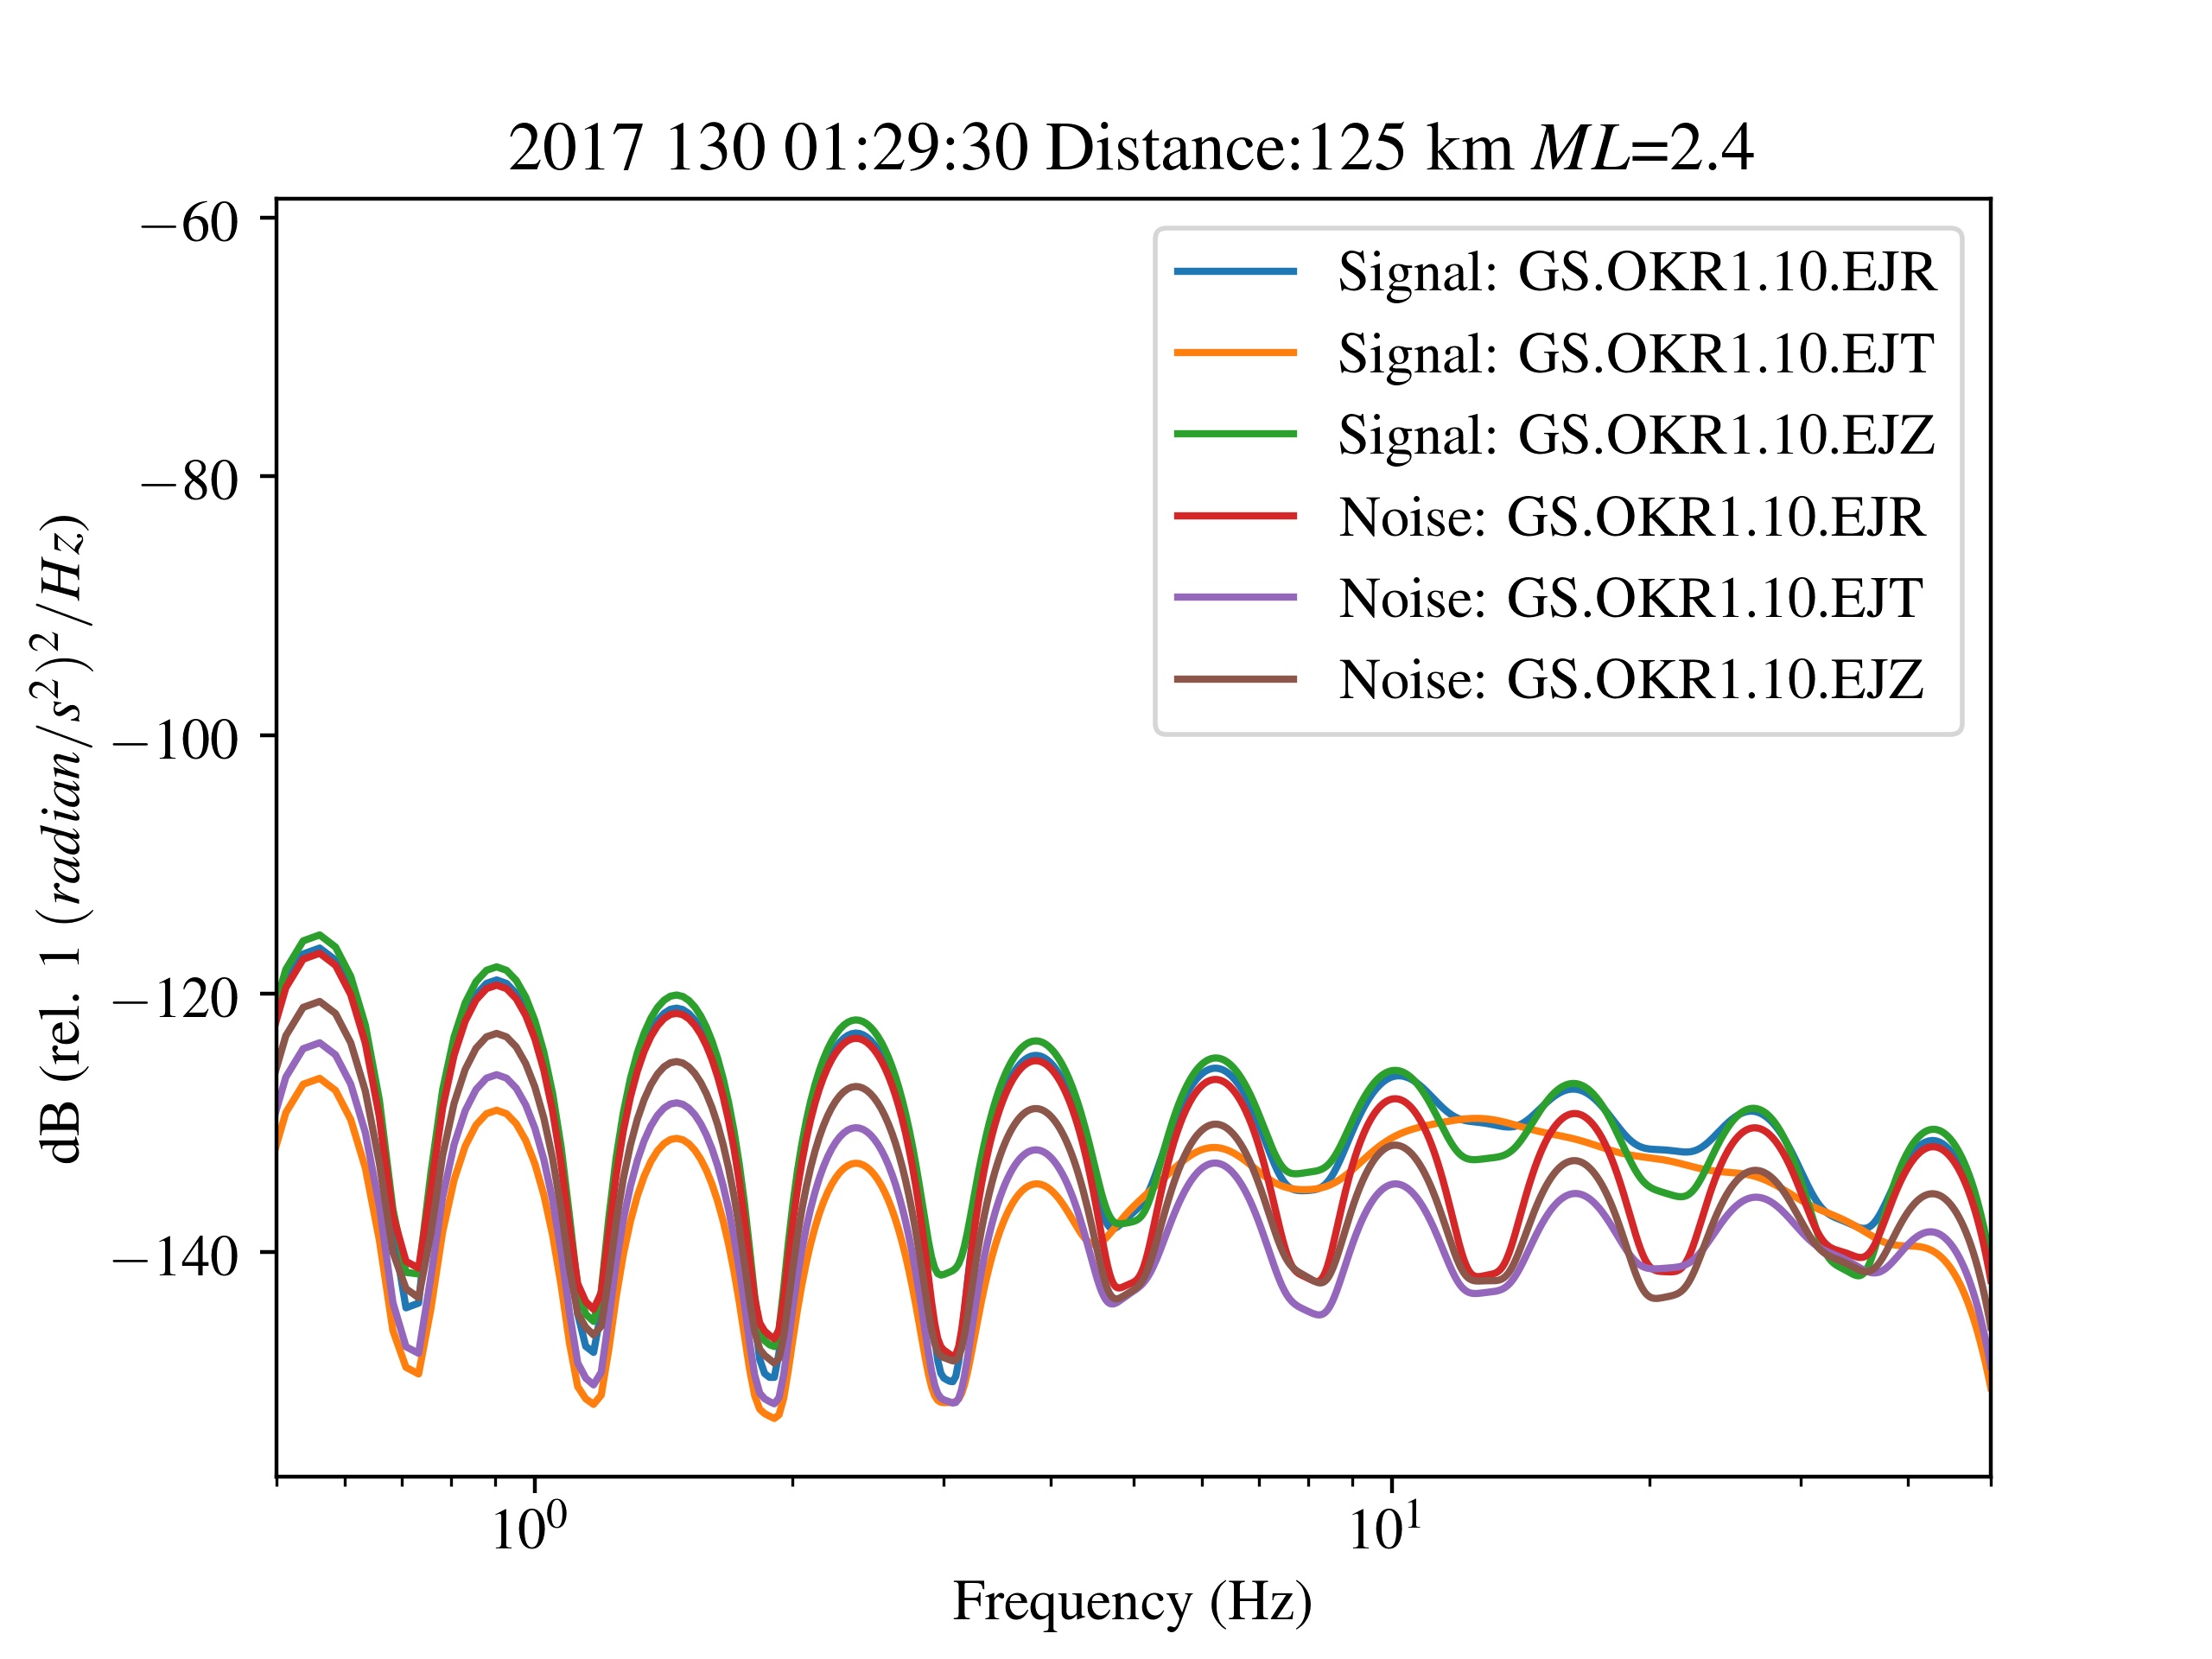 2017 130 01:29:30 Distance:125 km ML=2.4
dB (rel. 1 (radian/s²)²/Hz)
−60
−80
−100
−120
−140
Signal: GS.OKR1.10.EJR
Signal: GS.OKR1.10.EJT
Signal: GS.OKR1.10.EJZ
Noise: GS.OKR1.10.EJR
Noise: GS.OKR1.10.EJT
Noise: GS.OKR1.10.EJZ
10⁰ 10¹
Frequency (Hz)